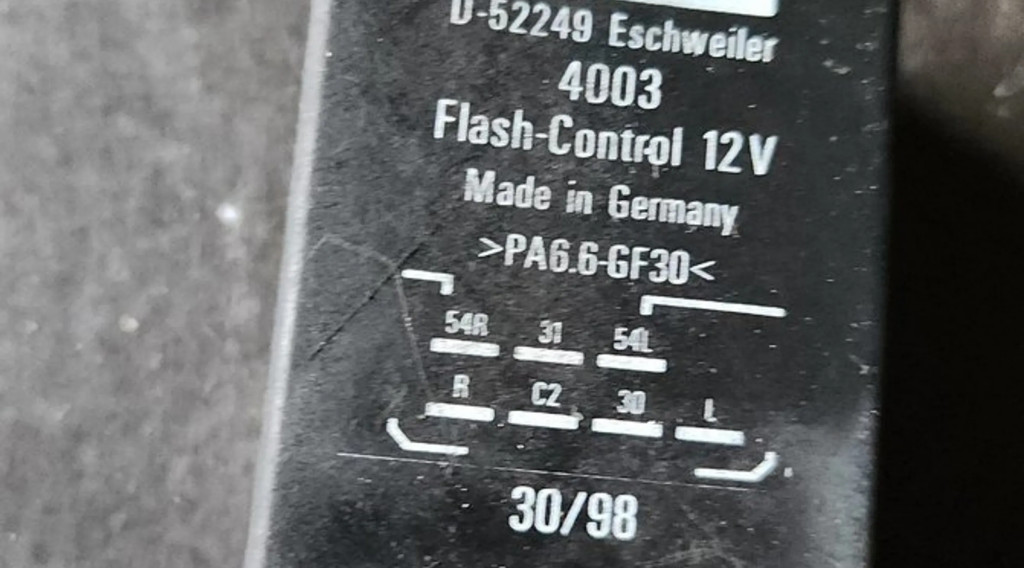 D-52249 Eschweiler
4003
Flash-Control 12V
Made in Germany
>PA6.6-GF30<
54R 31 54L
R C2 30 L
30/98